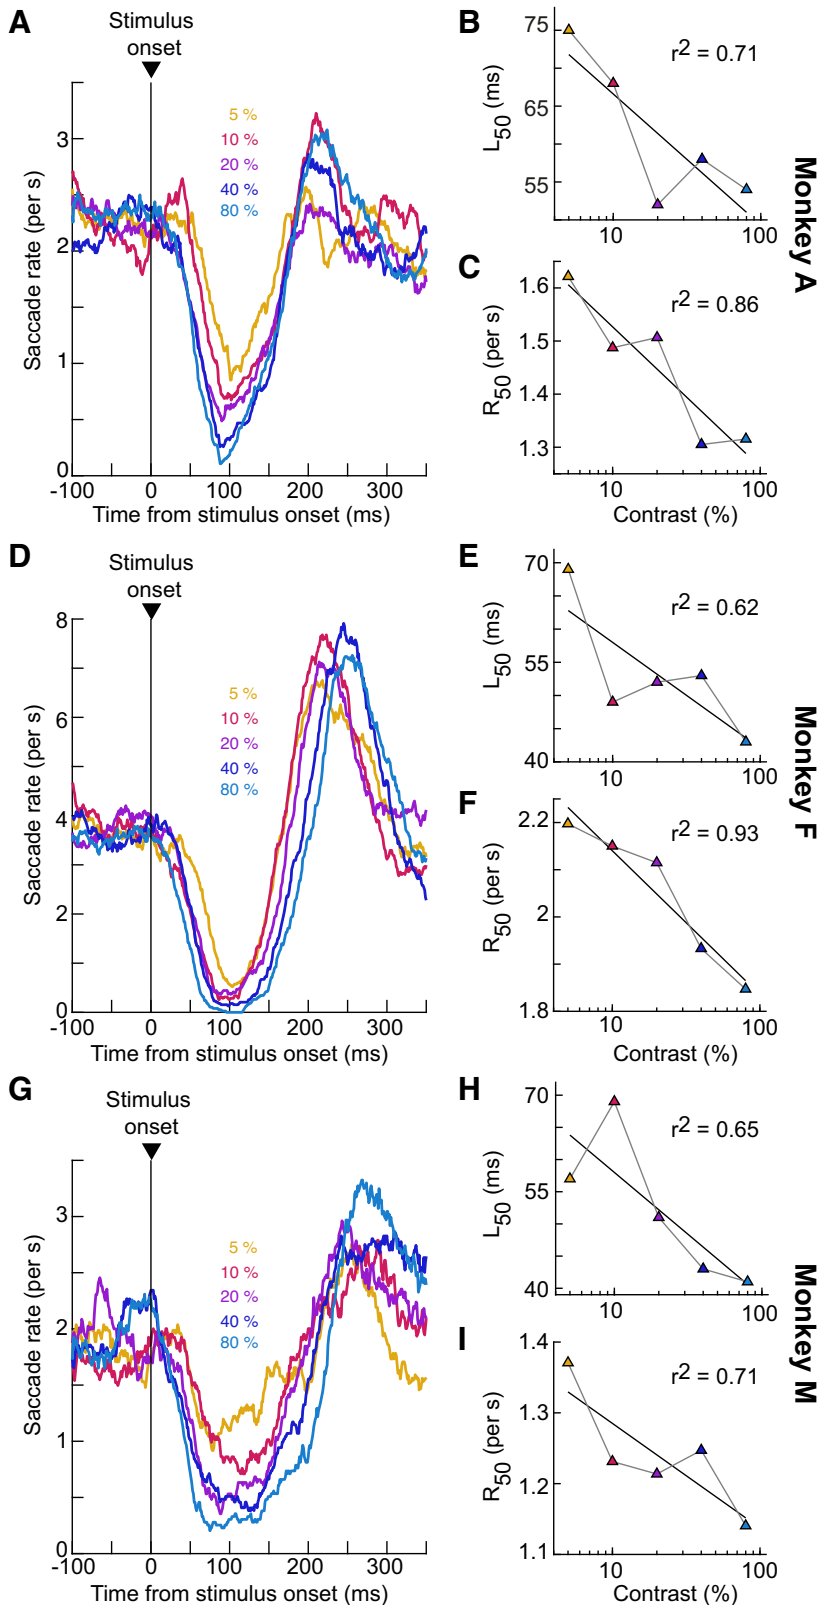 A
Stimulus
onset
5 %
10 %
20 %
40 %
80 %
3
2
1
0
Saccade rate (per s)
-100 0 100 200 300
Time from stimulus onset (ms)
B
75
65
55
L50 (ms)
r2 = 0.71
10 100
C
1.6
1.5
1.4
1.3
R50 (per s)
r2 = 0.86
10 100
Contrast (%)
Monkey A
D
Stimulus
onset
5 %
10 %
20 %
40 %
80 %
8
6
4
2
0
Saccade rate (per s)
-100 0 100 200 300
Time from stimulus onset (ms)
E
70
55
40
L50 (ms)
r2 = 0.62
10 100
F
2.2
2
1.8
R50 (per s)
r2 = 0.93
10 100
Contrast (%)
Monkey F
G
Stimulus
onset
5 %
10 %
20 %
40 %
80 %
3
2
1
0
Saccade rate (per s)
-100 0 100 200 300
Time from stimulus onset (ms)
H
70
55
40
L50 (ms)
r2 = 0.65
10 100
I
1.4
1.3
1.2
1.1
R50 (per s)
r2 = 0.71
10 100
Contrast (%)
Monkey M